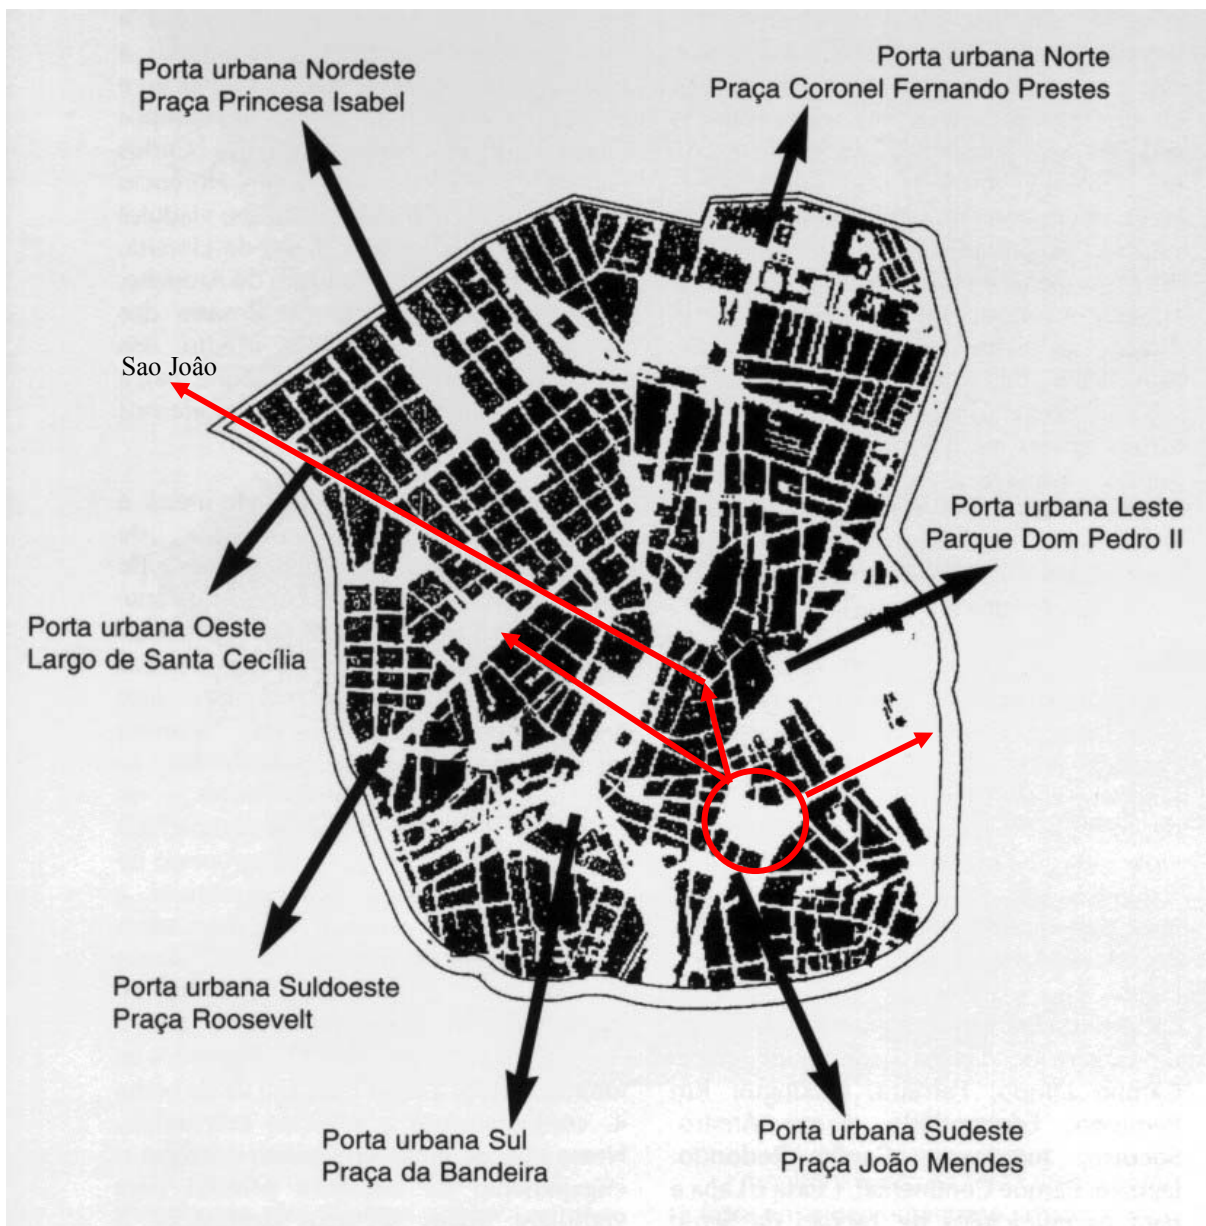 Porta urbana Nordeste
Praça Princesa Isabel
Porta urbana Norte
Praça Coronel Fernando Prestes
Sao Joâo
Porta urbana Leste
Parque Dom Pedro II
Porta urbana Oeste
Largo de Santa Cecília
Porta urbana Suldoeste
Praça Roosevelt
Porta urbana Sul
Praça da Bandeira
Porta urbana Sudeste
Praça João Mendes